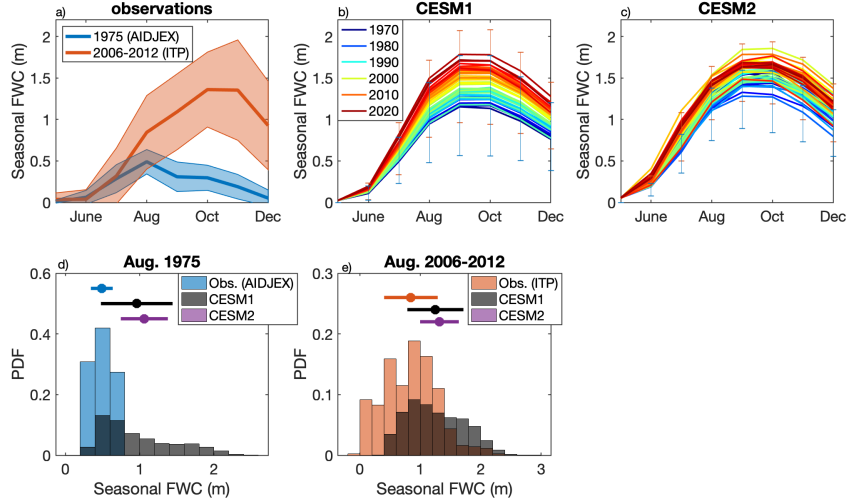 observations
a)
1975 (AIDJEX)
2006-2012 (ITP)
Seasonal FWC (m)
2
1.5
1
0.5
0
June Aug Oct Dec
CESM1
b)
1970
1980
1990
2000
2010
2020
Seasonal FWC (m)
2
1.5
1
0.5
0
June Aug Oct Dec
CESM2
c)
Seasonal FWC (m)
2
1.5
1
0.5
0
June Aug Oct Dec
Aug. 1975
d)
Obs. (AIDJEX)
CESM1
CESM2
PDF
0.6
0.4
0.2
0
0 1 2
Seasonal FWC (m)
Aug. 2006-2012
e)
Obs. (ITP)
CESM1
CESM2
PDF
0.3
0.2
0.1
0
0 1 2 3
Seasonal FWC (m)